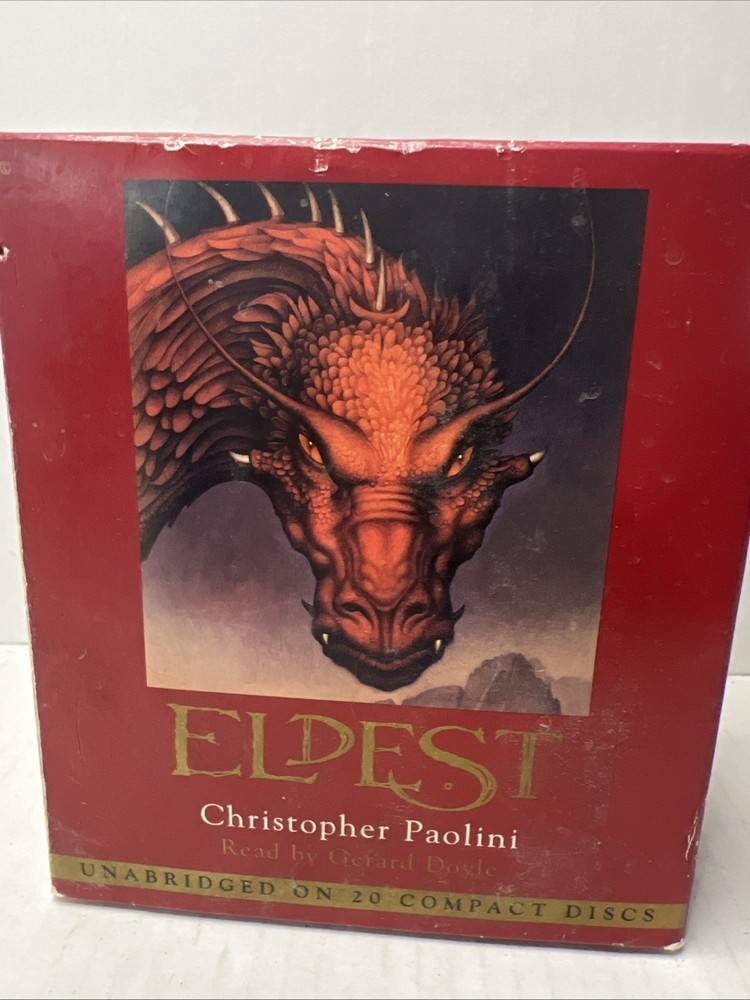 ELDEST
Christopher Paolini
Read by Gerard Doyle
UNABRIDGED ON 20 COMPACT DISCS